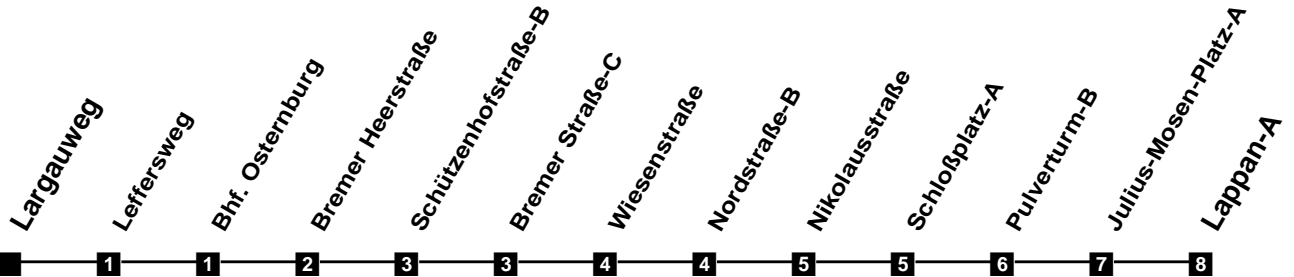 Largauweg
Leffersweg
Bhf. Osternburg
Bremer Heerstraße
Schützenhofstraße-B
Bremer Straße-C
Wiesenstraße
Nordstraße-B
Nikolausstraße
Schloßplatz-A
Pulverturm-B
Julius-Mosen-Platz-A
Lappan-A
1 1 2 3 3 4 4 5 5 6 7 8